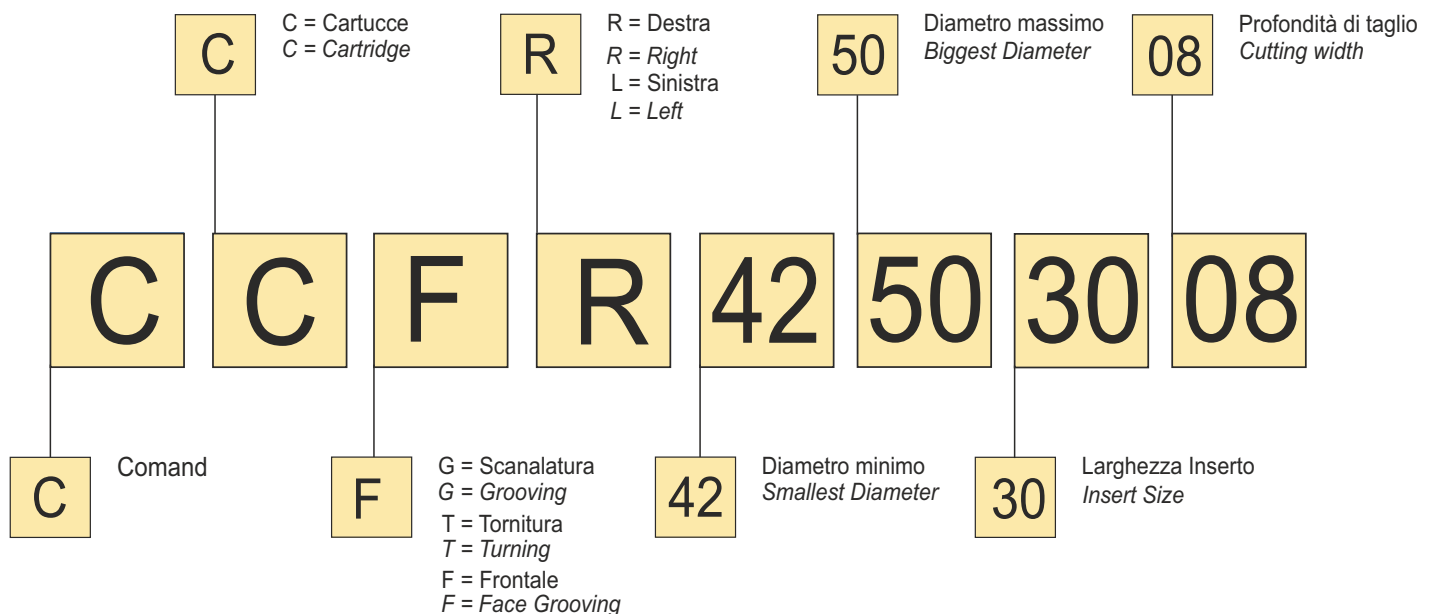 C
C = Cartucce
C = Cartridge
R
R = Destra
R = Right
L = Sinistra
L = Left
50
Diametro massimo
Biggest Diameter
08
Profondità di taglio
Cutting width
C C F R 42 50 30 08
C
Comand
F
G = Scanalatura
G = Grooving
T = Tornitura
T = Turning
F = Frontale
F = Face Grooving
42
Diametro minimo
Smallest Diameter
30
Larghezza Inserto
Insert Size